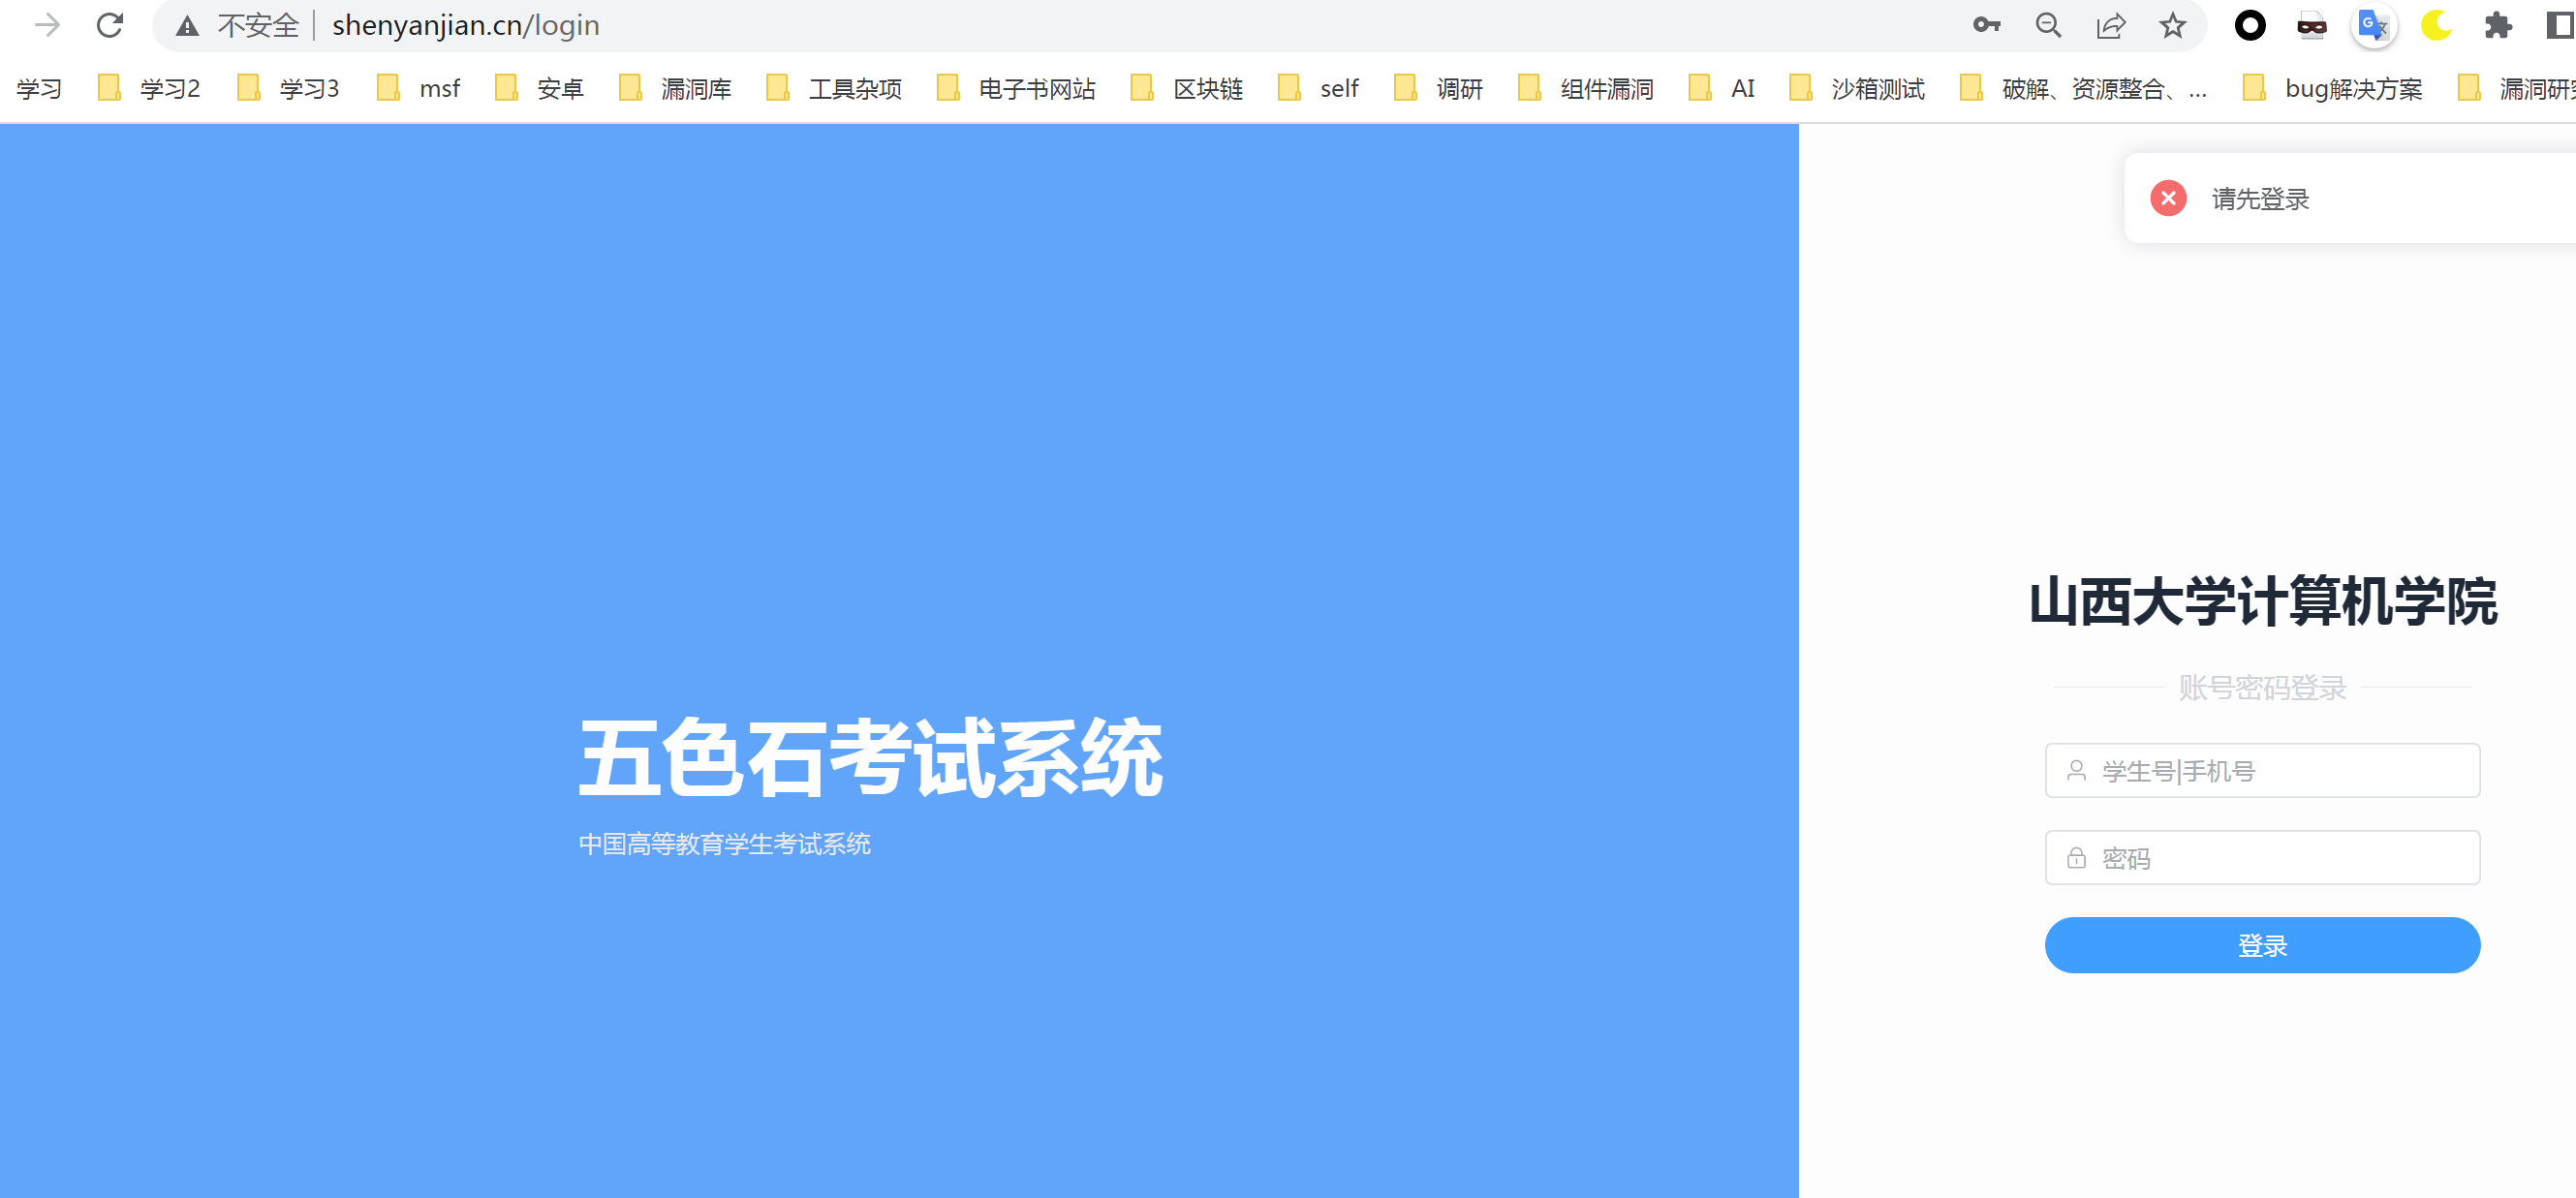 不安全 shenyanjian.cn/login
学习 学习2 学习3 msf 安卓 漏洞库 工具杂项 电子书网站 区块链 self 调研 组件漏洞 AI 沙箱测试 破解、资源整合、... bug解决方案 漏洞研
请先登录
山西大学计算机学院
账号密码登录
五色石考试系统
学生号|手机号
中国高等教育学生考试系统
密码
登录